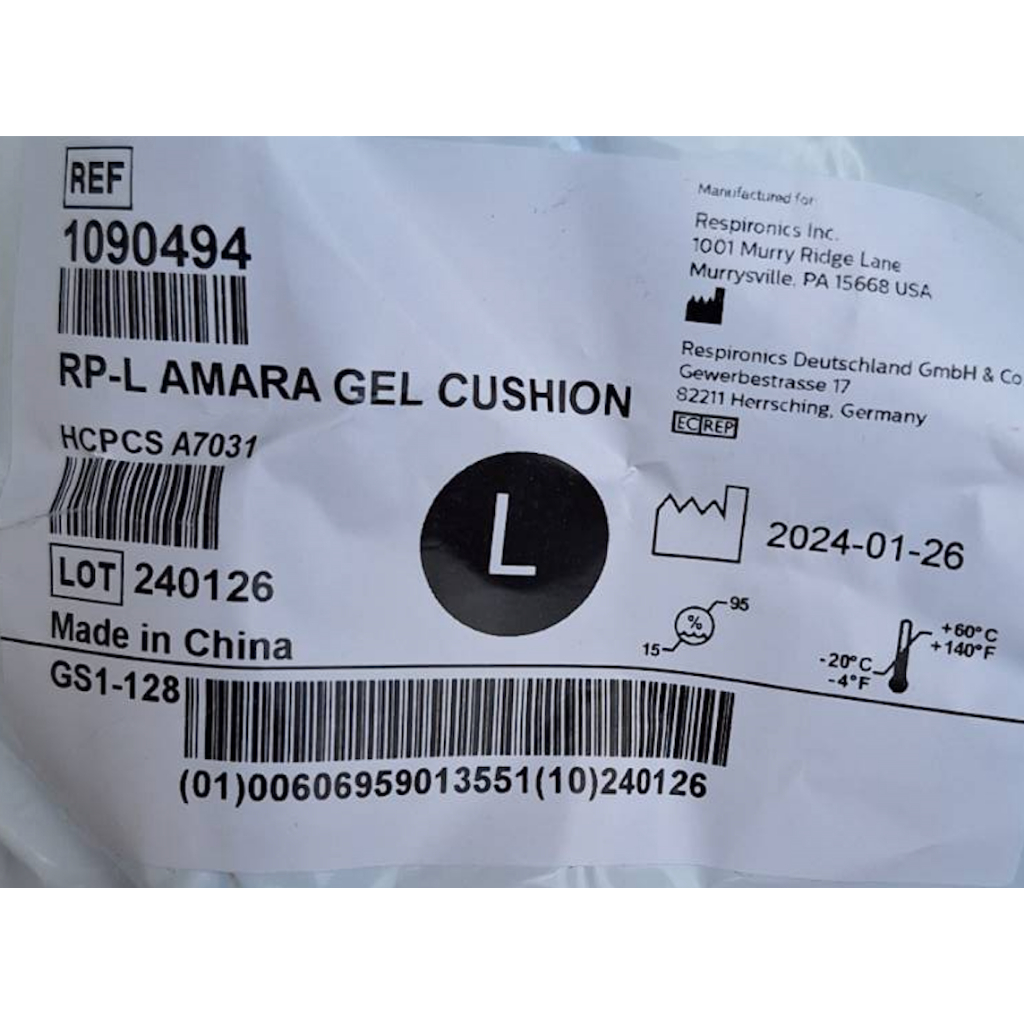 REF
1090494
RP-L AMARA GEL CUSHION
HCPCS A7031
LOT 240126
Made in China
GS1-128
(01)00606959013551(10)240126
L
Manufactured for:
Respironics Inc.
1001 Murry Ridge Lane
Murrysville, PA 15668 USA
Respironics Deutschland GmbH & Co
Gewerbestrasse 17
82211 Herrsching, Germany
EC REP
2024-01-26
95
%
15
+60°C
+140°F
-20°C
-4°F